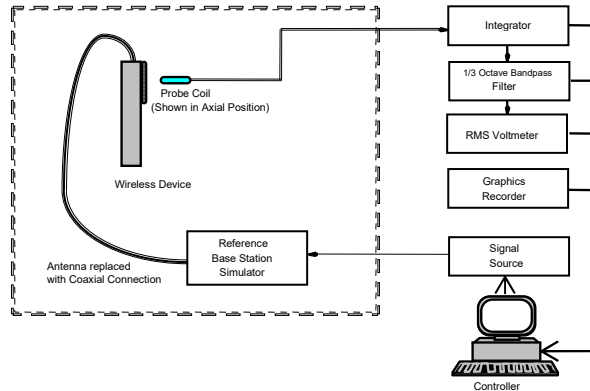 Integrator
1/3 Octave Bandpass
Filter
RMS Voltmeter
Graphics
Recorder
Signal
Source
Controller
Probe Coil
(Shown in Axial Position)
Wireless Device
Reference
Base Station
Simulator
Antenna replaced
with Coaxial Connection